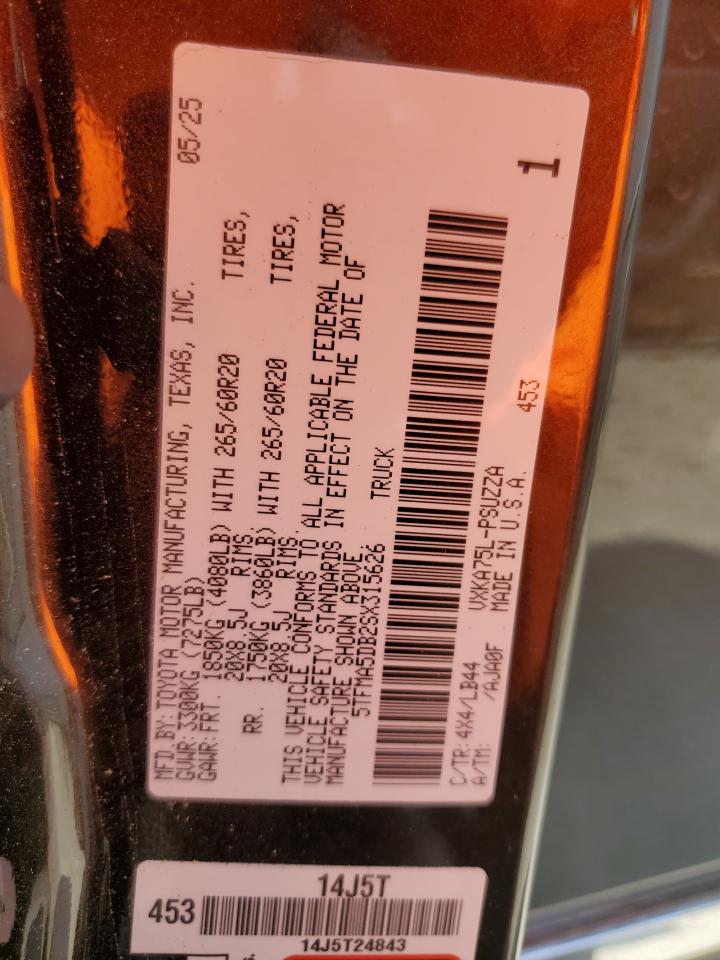 MFD.BY:TOYOTA MOTOR MANUFACTURING, TEXAS, INC. 05/25
GVWR:3300KG (7275LB)
GAWR:FRT. 1850KG (4080LB) WITH 265/60R20 TIRES,
20X8.5J RIMS
RR. 1750KG (3860LB) WITH 265/60R20 TIRES,
20X8.5J RIMS
THIS VEHICLE CONFORMS TO ALL APPLICABLE FEDERAL MOTOR
VEHICLE SAFETY STANDARDS IN EFFECT ON THE DATE OF
MANUFACTURE SHOWN ABOVE.
5TFMA5DB2SX315626 TRUCK
C/TR:4X4/LB44 VXKA75L-PSUZZA 453 1
A/TM: /AJA0F MADE IN U.S.A.
14J5T
453
14J5T24843